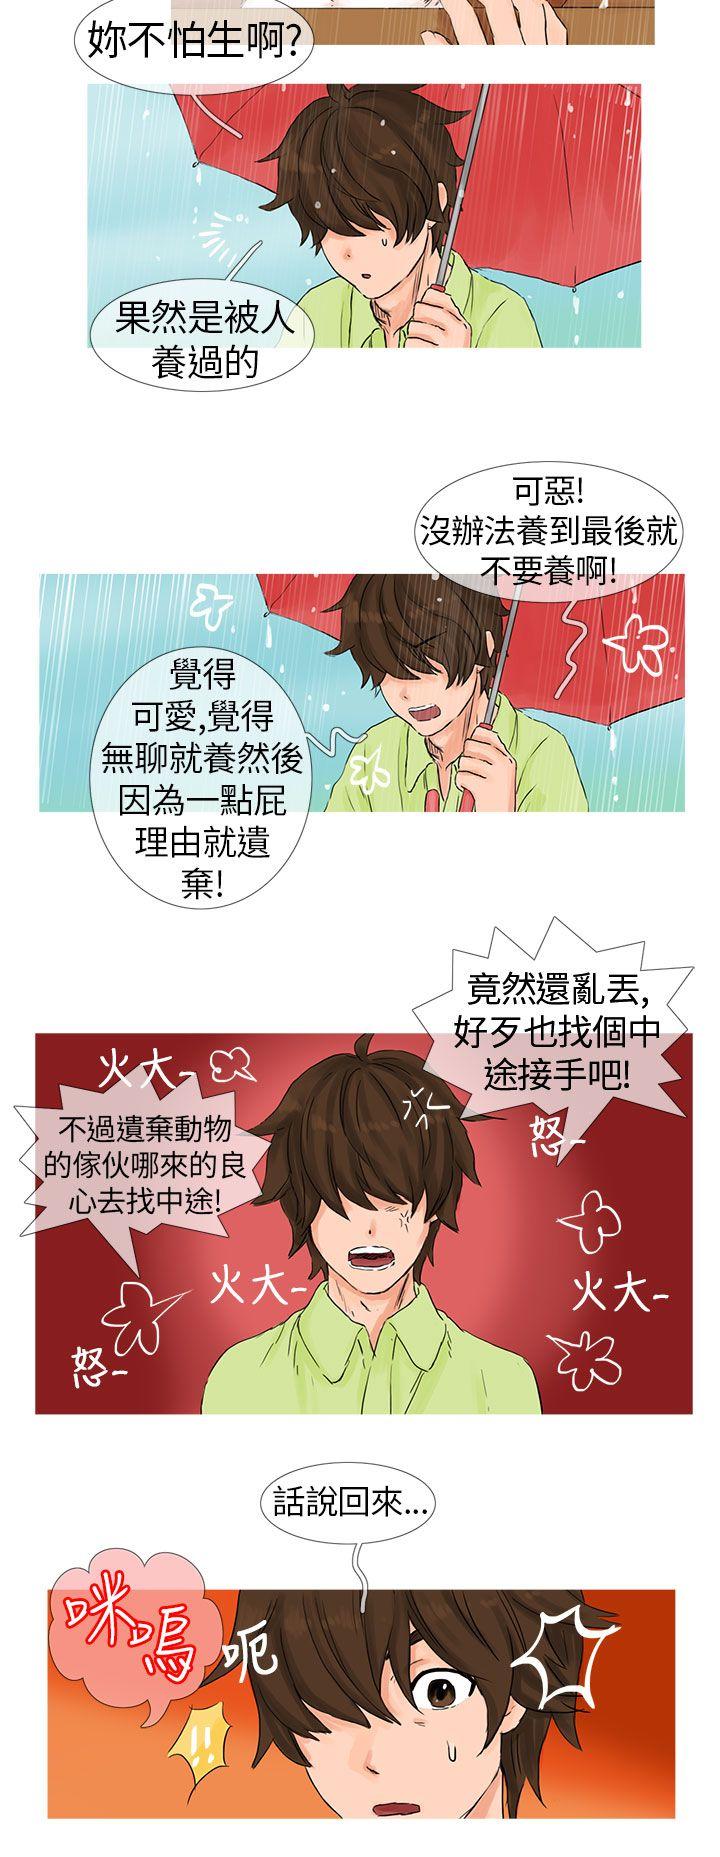 妳不怕生啊?
果然是被人
養過的
可惡!
沒辦法養到最後就
不要養啊!
覺得
可愛,覺得
無聊就養然後
因為一點屁
理由就遺
棄!
竟然還亂丟,
好歹也找個中
途接手吧!
火大~
不過遺棄動物
的傢伙哪來的良
心去找中途!
怒~
火大~
火大~
怒~
話說回來...
咪嗚
呃
!!